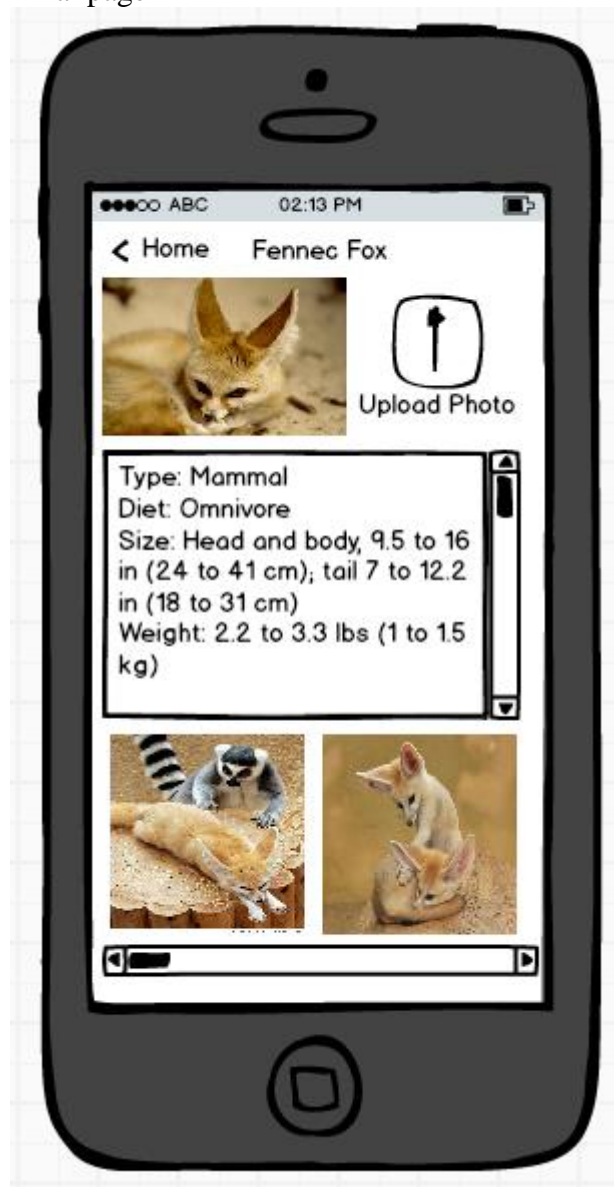 ABC 02:13 PM
Home Fennec Fox
Upload Photo
Type: Mammal
Diet: Omnivore
Size: Head and body, 9.5 to 16
in (24 to 41 cm); tail 7 to 12.2
in (18 to 31 cm)
Weight: 2.2 to 3.3 lbs (1 to 1.5
kg)